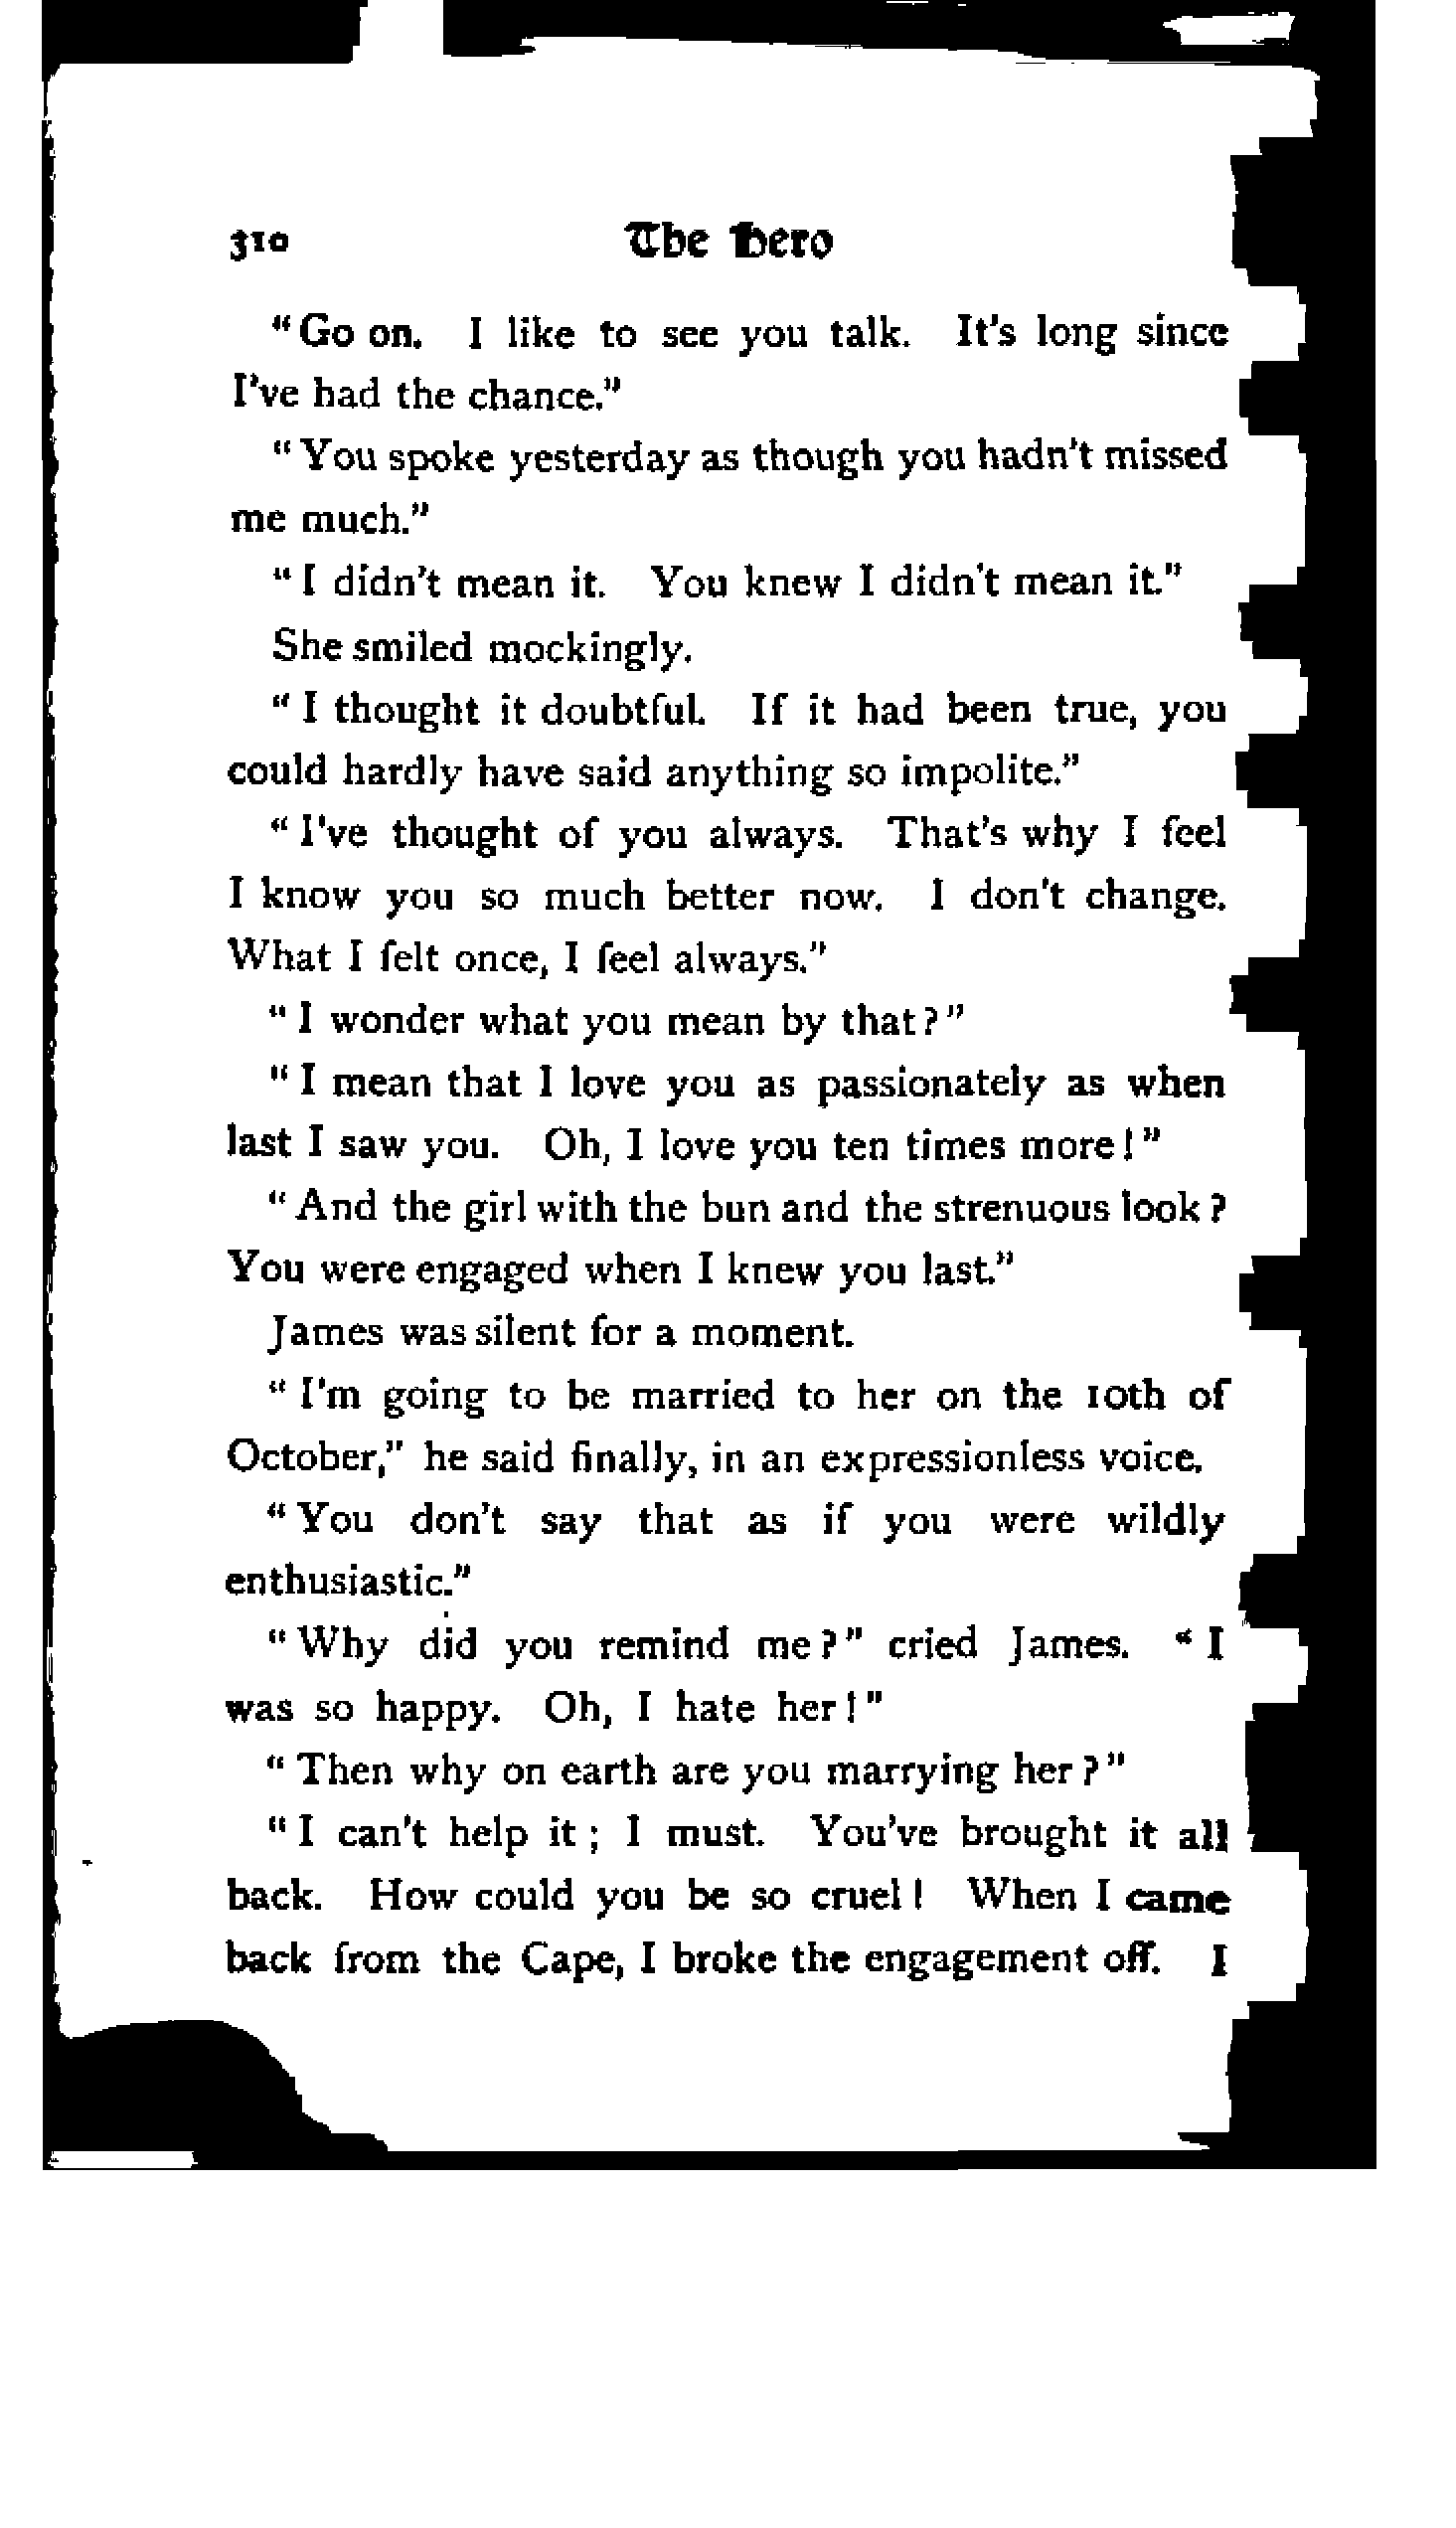 310 The Hero
"Go on. I like to see you talk. It's long since
I've had the chance."
"You spoke yesterday as though you hadn't missed
me much."
"I didn't mean it. You knew I didn't mean it."
She smiled mockingly.
"I thought it doubtful. If it had been true, you
could hardly have said anything so impolite."
"I've thought of you always. That's why I feel
I know you so much better now. I don't change.
What I felt once, I feel always."
"I wonder what you mean by that?"
"I mean that I love you as passionately as when
last I saw you. Oh, I love you ten times more!"
"And the girl with the bun and the strenuous look?
You were engaged when I knew you last."
James was silent for a moment.
"I'm going to be married to her on the 10th of
October," he said finally, in an expressionless voice.
"You don't say that as if you were wildly
enthusiastic."
"Why did you remind me?" cried James. "I
was so happy. Oh, I hate her!"
"Then why on earth are you marrying her?"
"I can't help it; I must. You've brought it all
back. How could you be so cruel! When I came
back from the Cape, I broke the engagement off. I